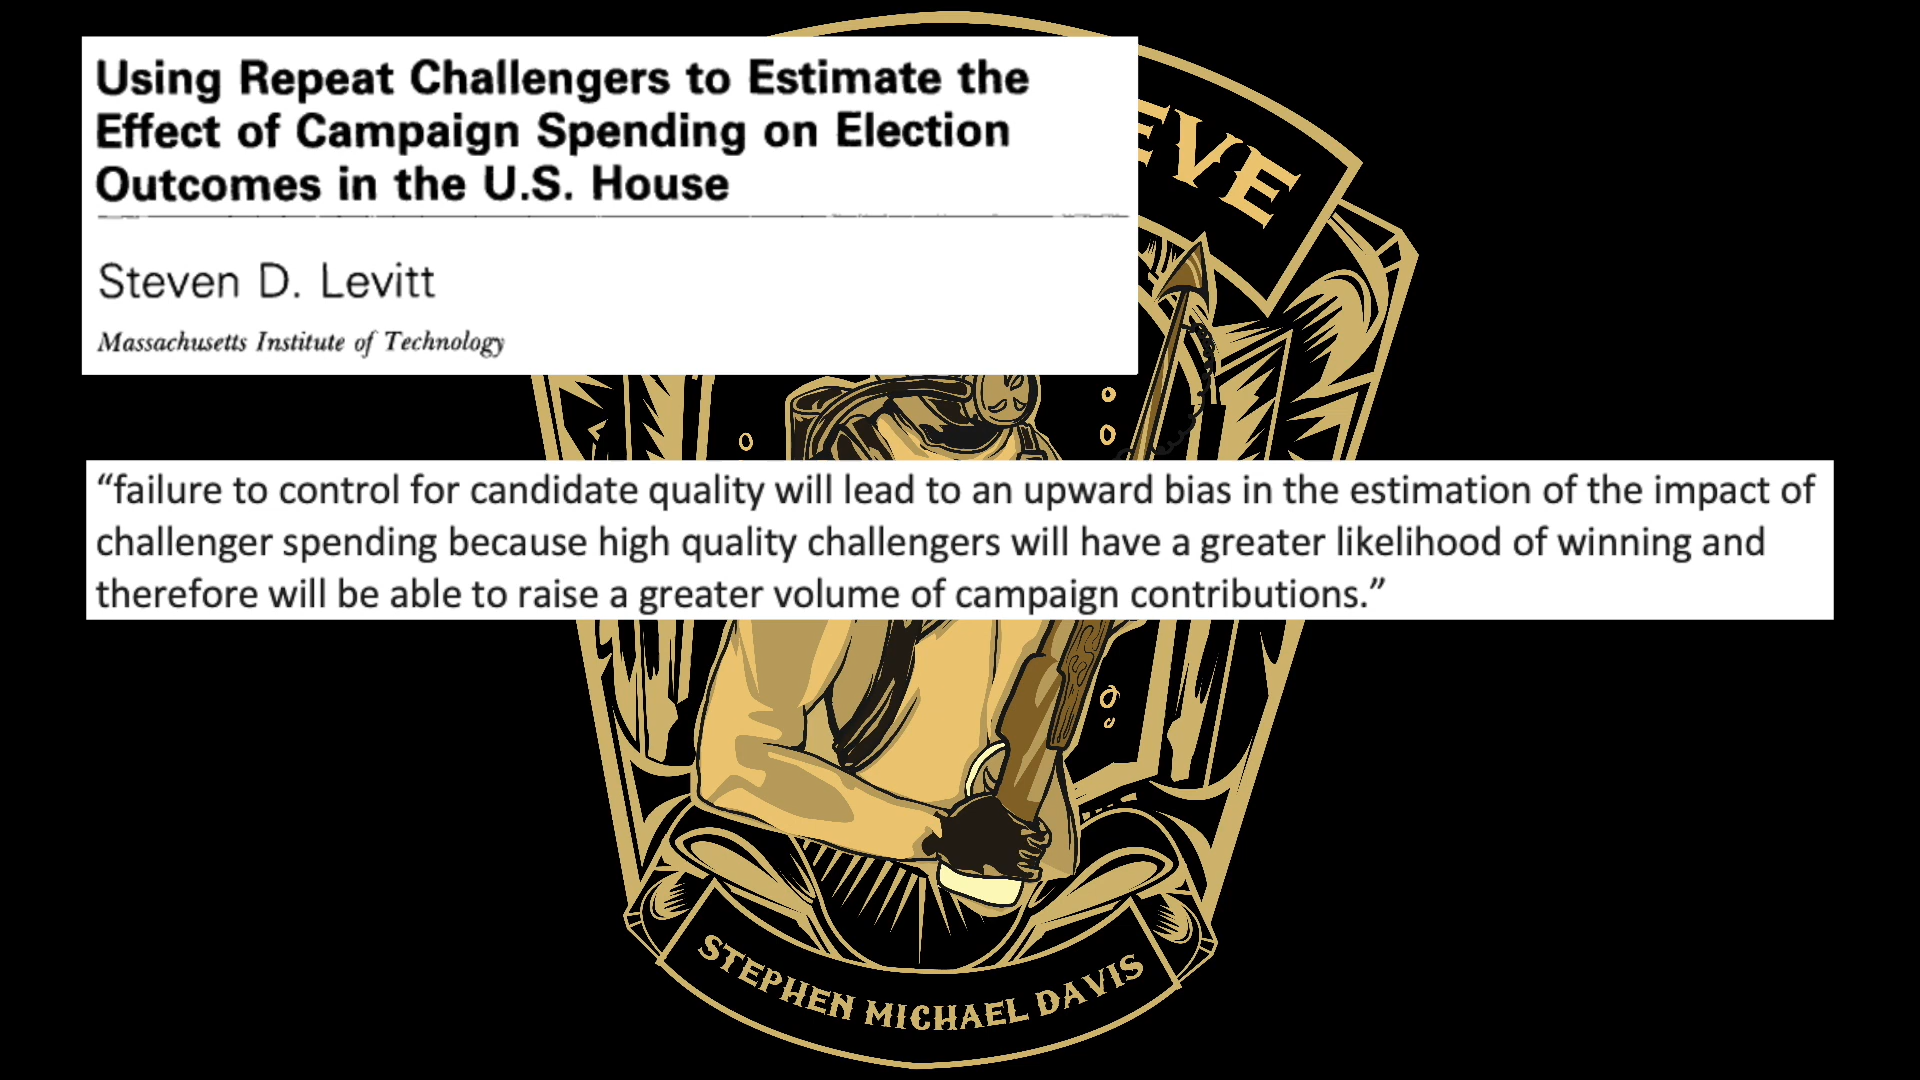 Using Repeat Challengers to Estimate the
Effect of Campaign Spending on Election
Outcomes in the U.S. House
Steven D. Levitt
Massachusetts Institute of Technology
“failure to control for candidate quality will lead to an upward bias in the estimation of the impact of
challenger spending because high quality challengers will have a greater likelihood of winning and
therefore will be able to raise a greater volume of campaign contributions.”
STEPHEN MICHAEL DAVIS